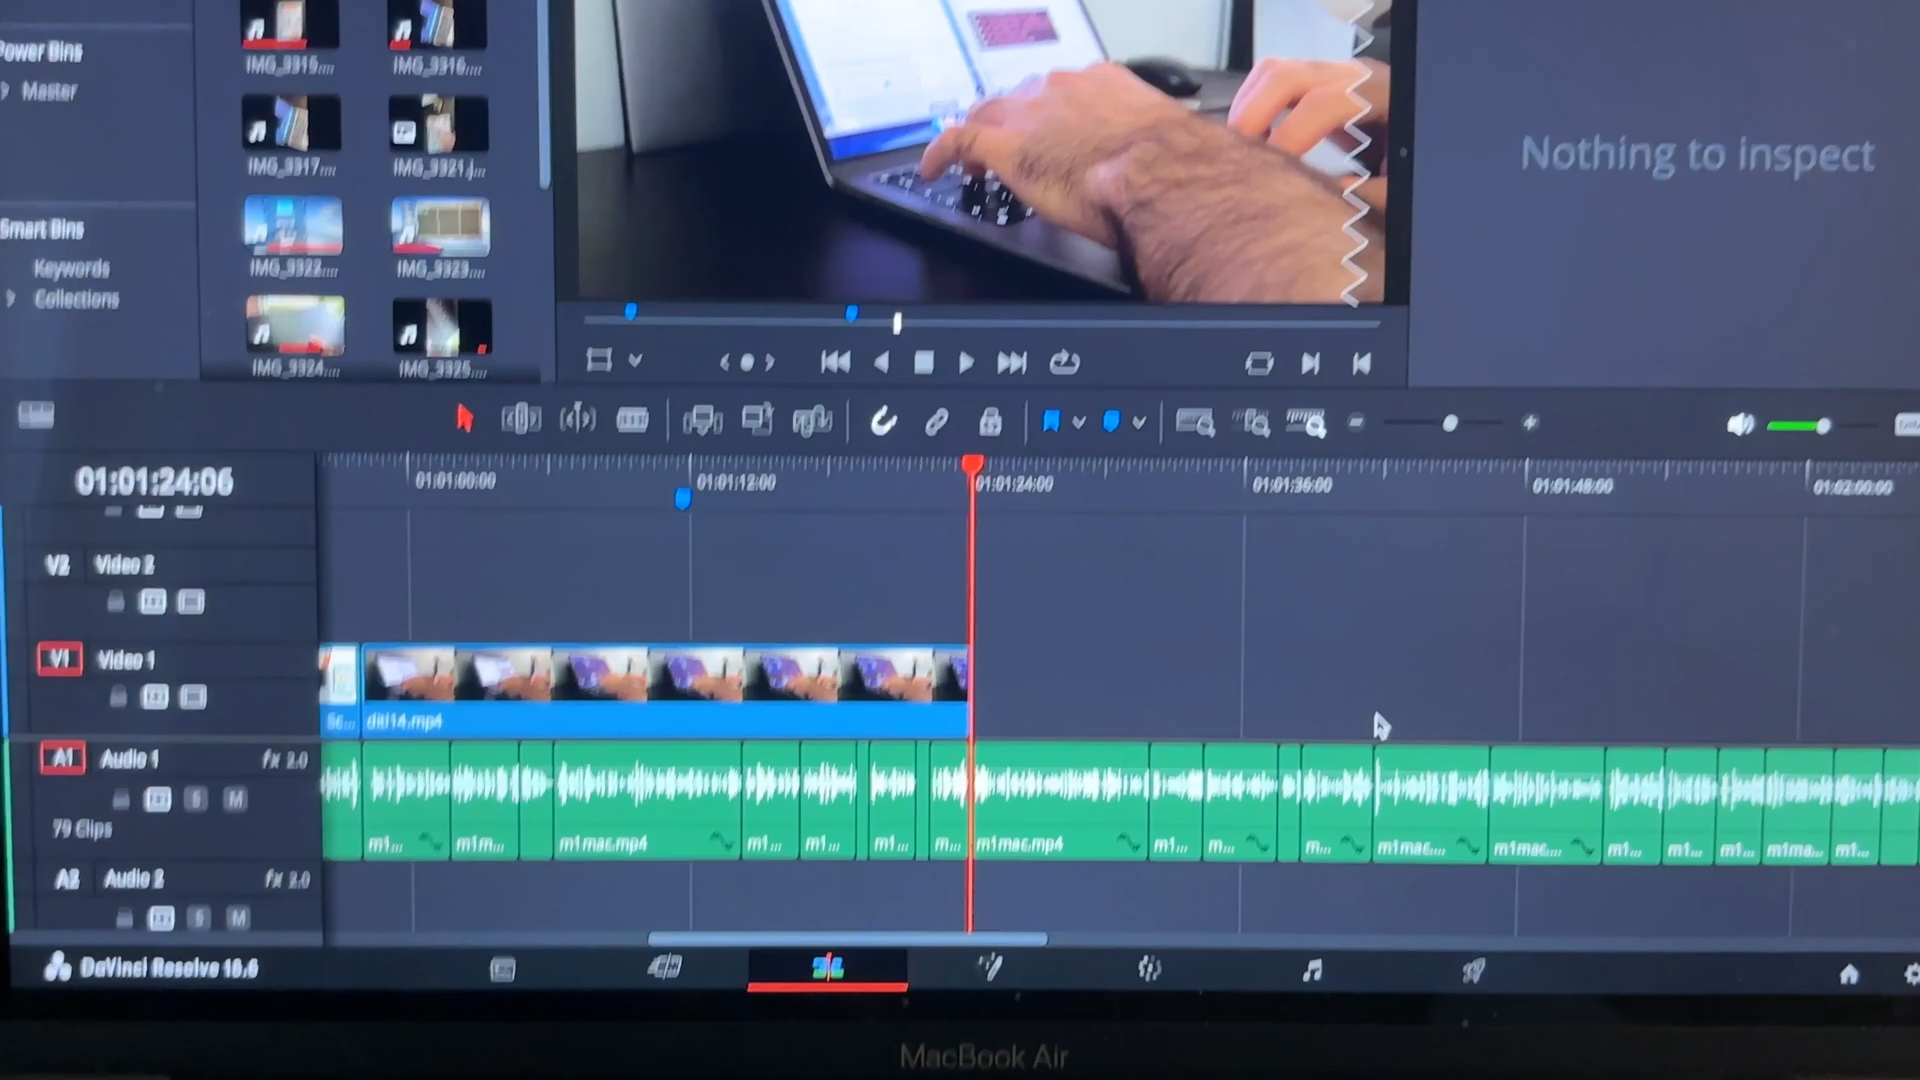 Power Bins
Master
Smart Bins
Keywords
Collections
IMG_3315....
IMG_3316....
IMG_3317....
IMG_3321.j...
IMG_3322....
IMG_3323....
IMG_3324....
IMG_3325....
Nothing to inspect
01:01:24:06
01:01:00:00
01:01:12:00
01:01:24:00
01:01:36:00
01:01:48:00
01:02:00:00
V2 Video 2
V1 Video 1
Sc... diti14.mp4
A1 Audio 1 fx 2.0
S M
79 Clips
m1... m1m... m1mac.mp4 m1... m1... m1... m... m1mac.mp4 m1... m... m... m1mac.... m1mac.... m1... m1... m1... m1ma... m1...
A2 Audio 2 fx 2.0
S M
DaVinci Resolve 18.6
MacBook Air